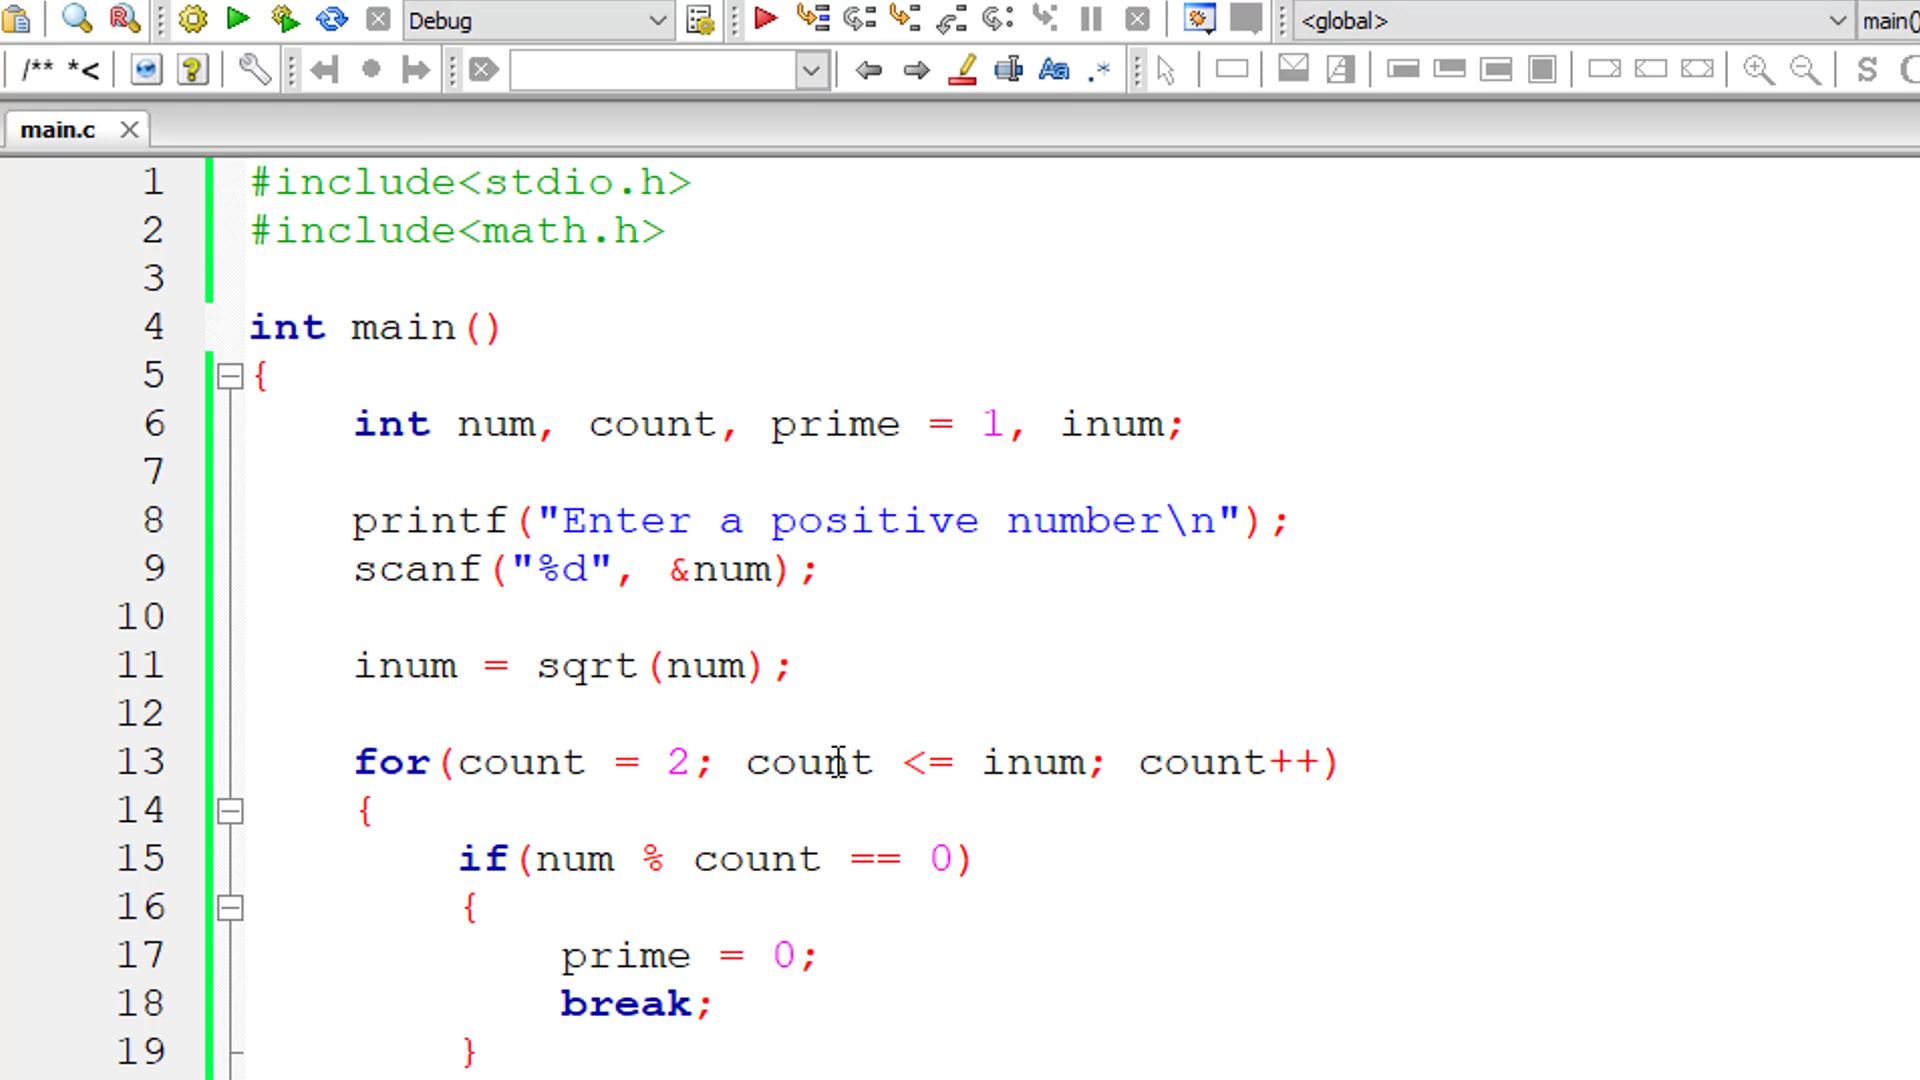 Debug <global> main()
/** *< Aa .* S
main.c
1 #include<stdio.h>
2 #include<math.h>
3
4 int main()
5 {
6 int num, count, prime = 1, inum;
7
8 printf("Enter a positive number\n");
9 scanf("%d", &num);
10
11 inum = sqrt(num);
12
13 for(count = 2; count <= inum; count++)
14 {
15 if(num % count == 0)
16 {
17 prime = 0;
18 break;
19 }